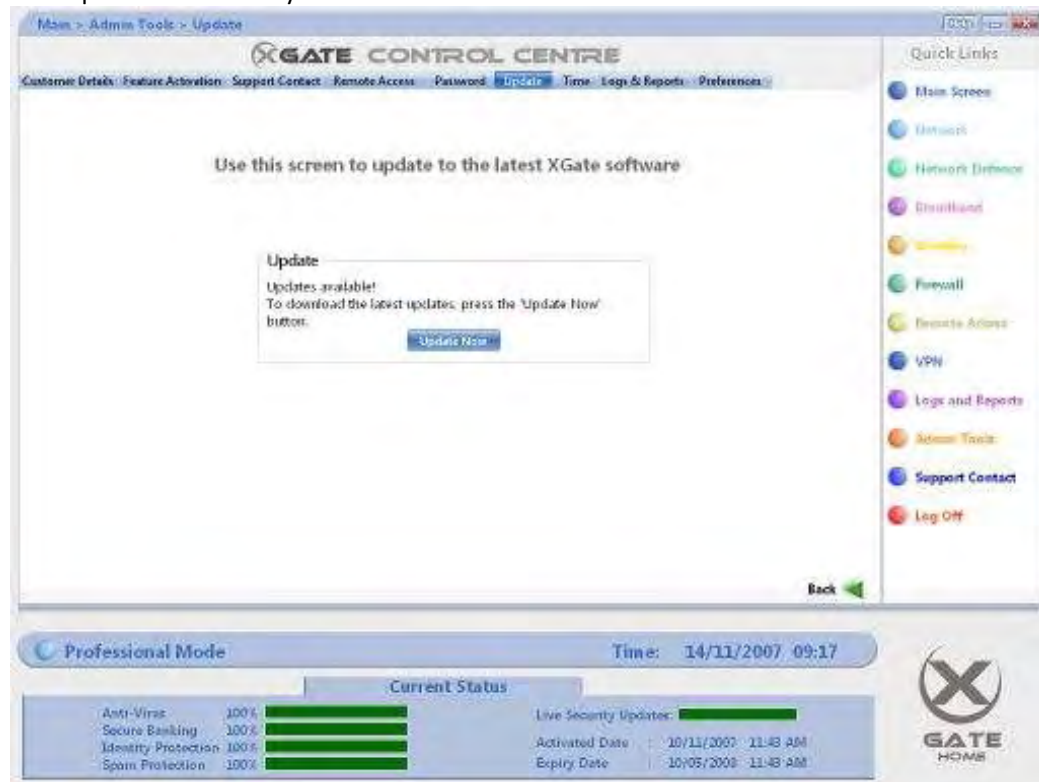 Main > Admin Tools > Update
XGATE CONTROL CENTRE
Customer Details Feature Activation Support Contact Remote Access Password Update Time Logs & Reports Preferences
Use this screen to update to the latest XGate software
Update
Updates available!
To download the latest updates, press the 'Update Now'
button.
Update Now
Back
Quick Links
Main Screen
Network
Network Defence
Broadband
Firewall
Remote Access
VPN
Logs and Reports
Admin Tools
Support Contact
Log Off
Professional Mode
Time: 14/11/2007 09:17
Current Status
Anti-Virus 100%
Secure Banking 100%
Identity Protection 100%
Spam Protection 100%
Live Security Updates:
Activated Date : 10/11/2007 11:43 AM
Expiry Date : 10/05/2008 11:43 AM
X
GATE
HOME